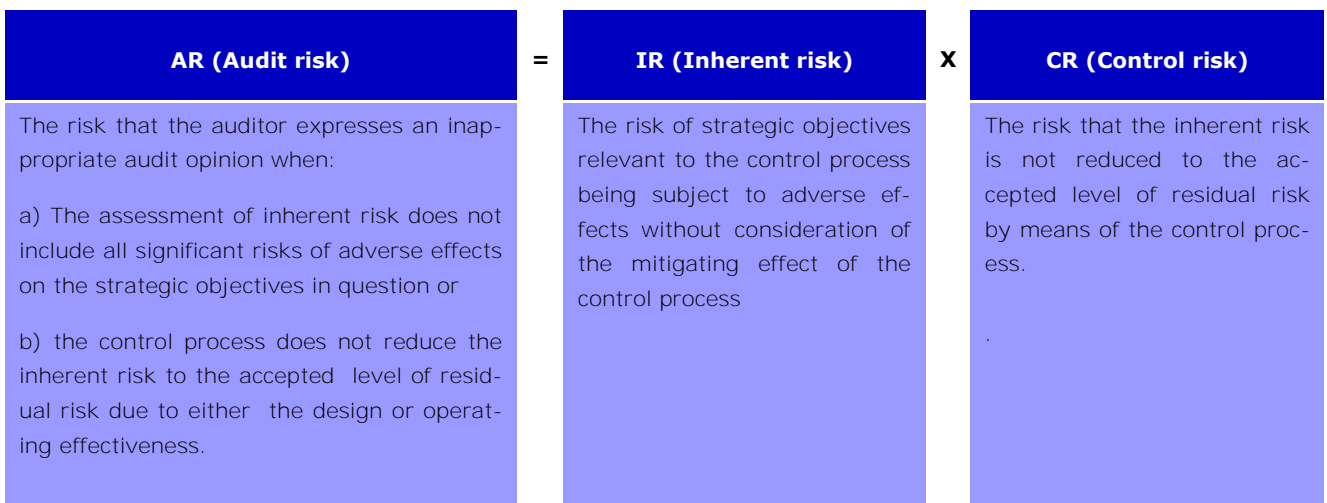 AR (Audit risk)
=
IR (Inherent risk)
X
CR (Control risk)
The risk that the auditor expresses an inap-
propriate audit opinion when:
a) The assessment of inherent risk does not
include all significant risks of adverse effects
on the strategic objectives in question or
b) the control process does not reduce the
inherent risk to the accepted level of resid-
ual risk due to either the design or operat-
ing effectiveness.
The risk of strategic objectives
relevant to the control process
being subject to adverse ef-
fects without consideration of
the mitigating effect of the
control process
The risk that the inherent risk
is not reduced to the ac-
cepted level of residual risk
by means of the control proc-
ess.
.